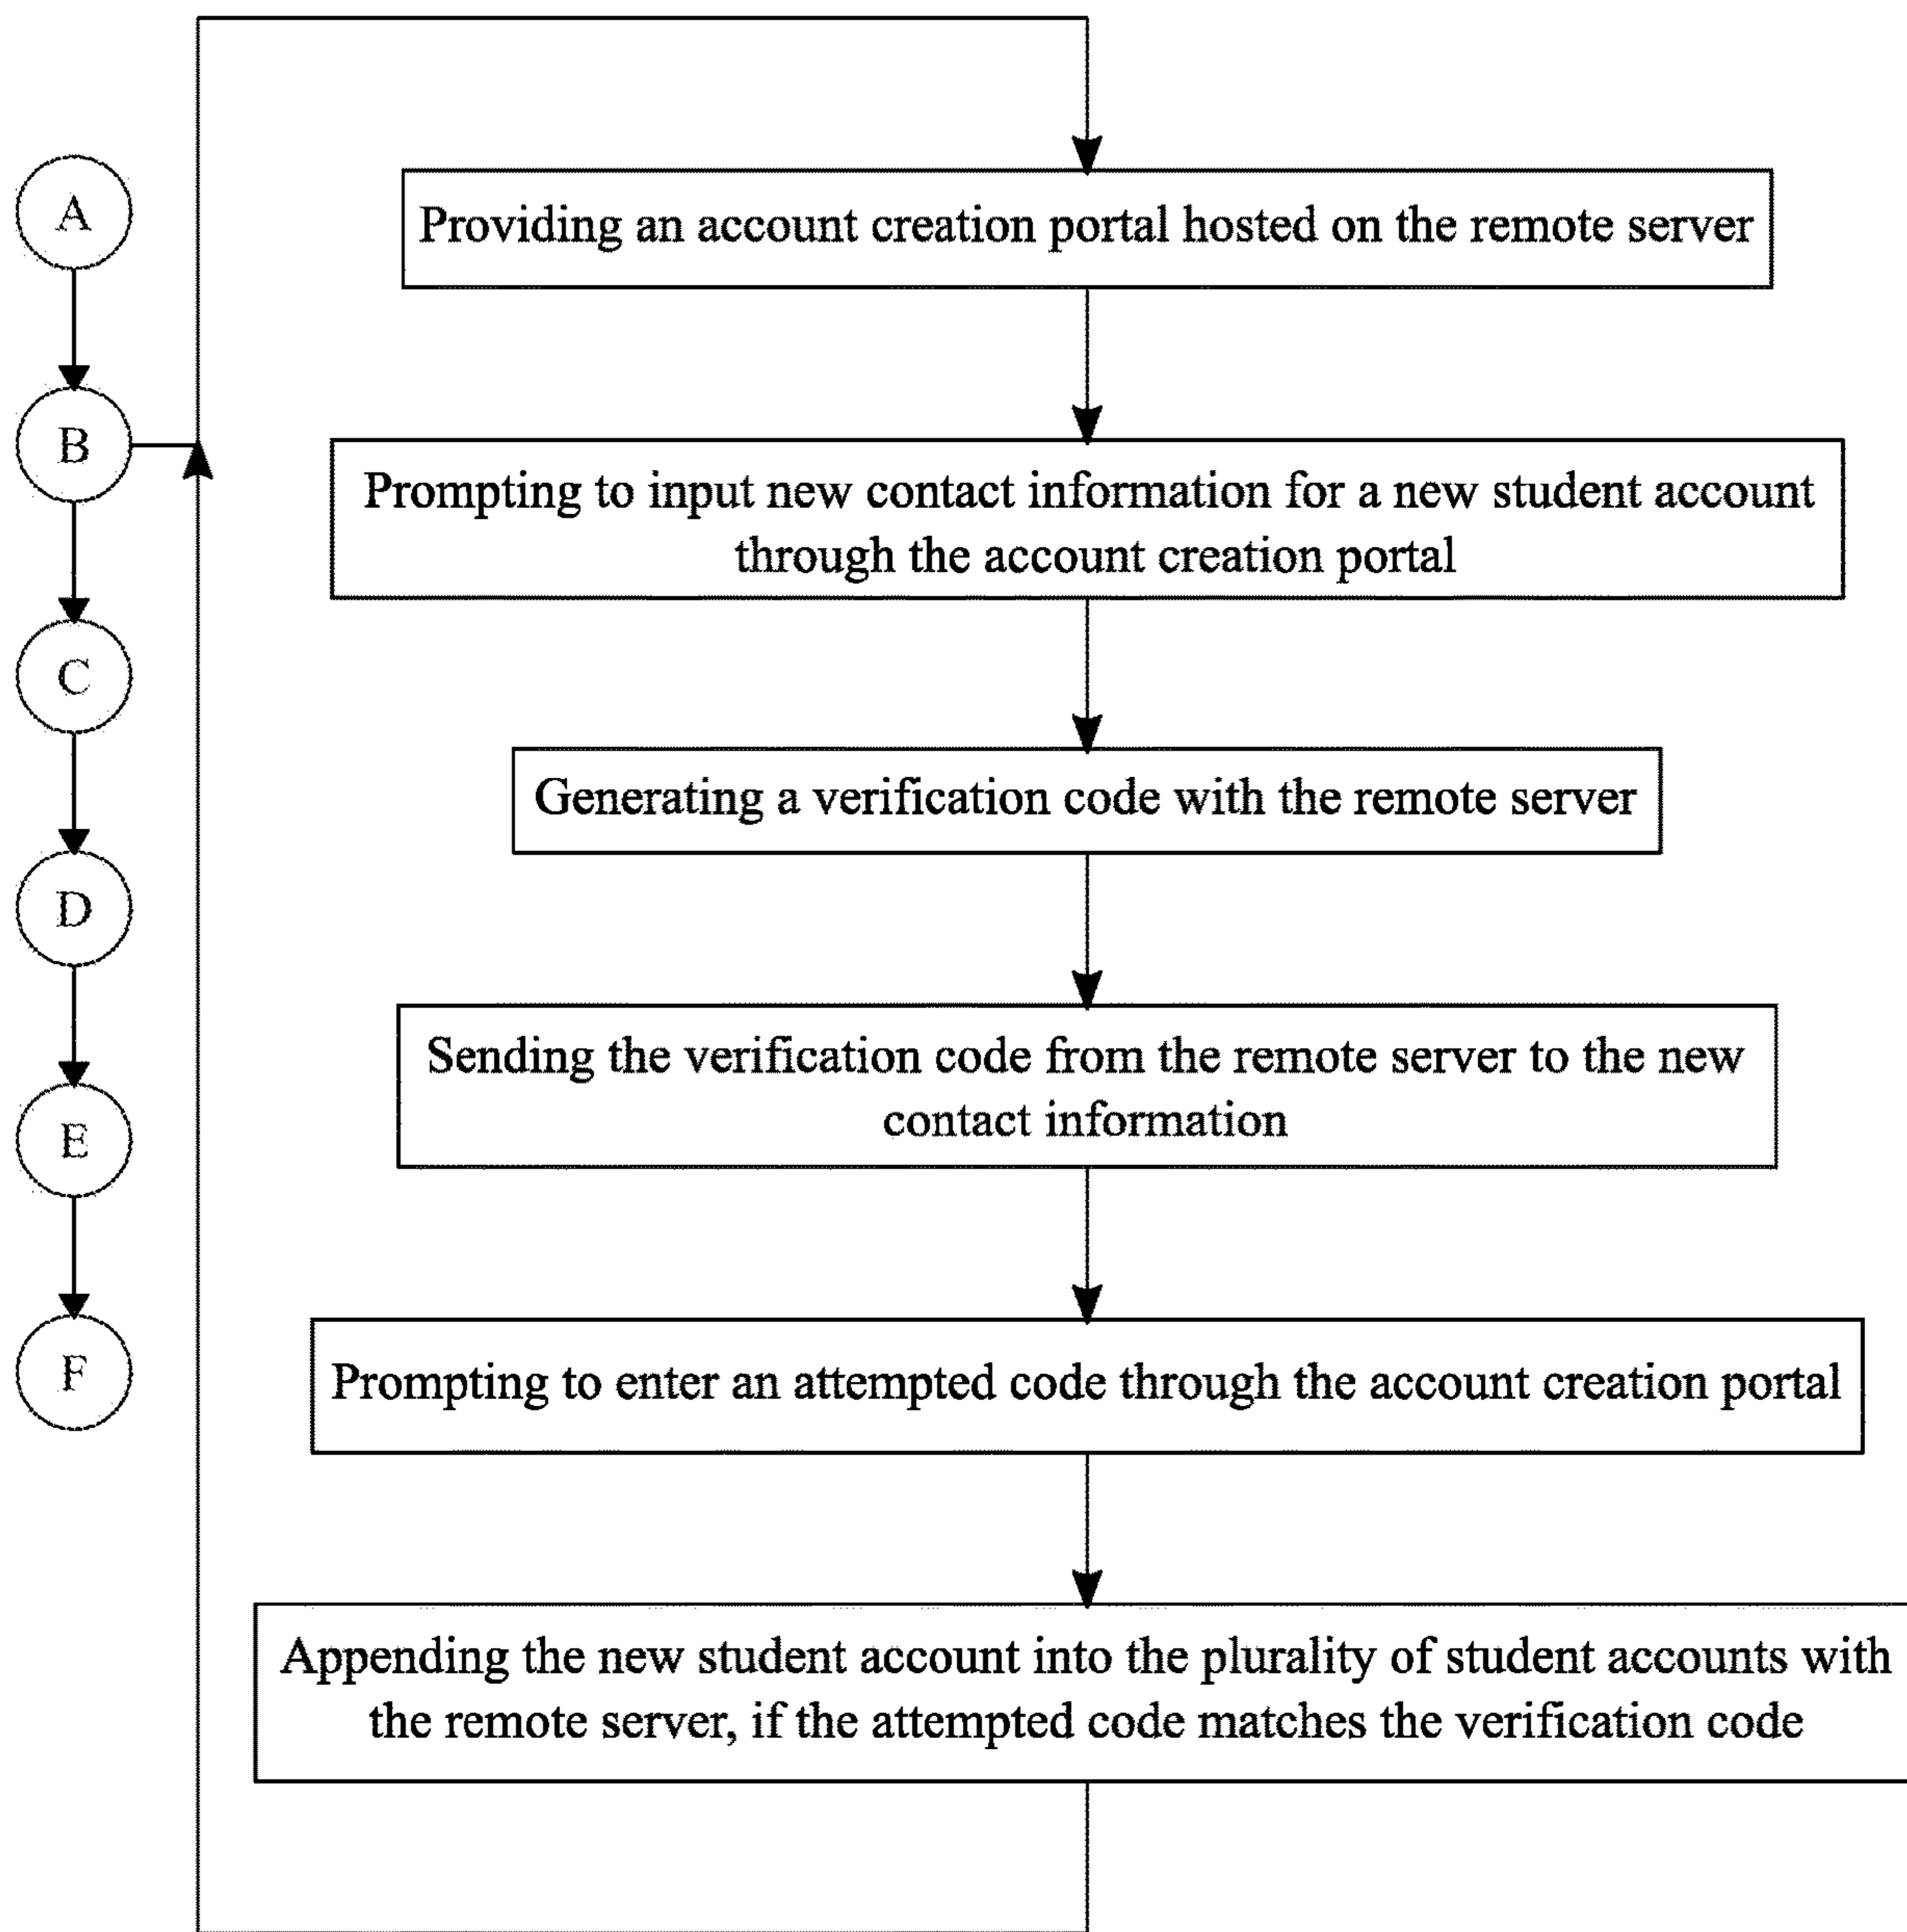 A
B
C
D
E
F
Providing an account creation portal hosted on the remote server
Prompting to input new contact information for a new student account
through the account creation portal
Generating a verification code with the remote server
Sending the verification code from the remote server to the new
contact information
Prompting to enter an attempted code through the account creation portal
Appending the new student account into the plurality of student accounts with
the remote server, if the attempted code matches the verification code